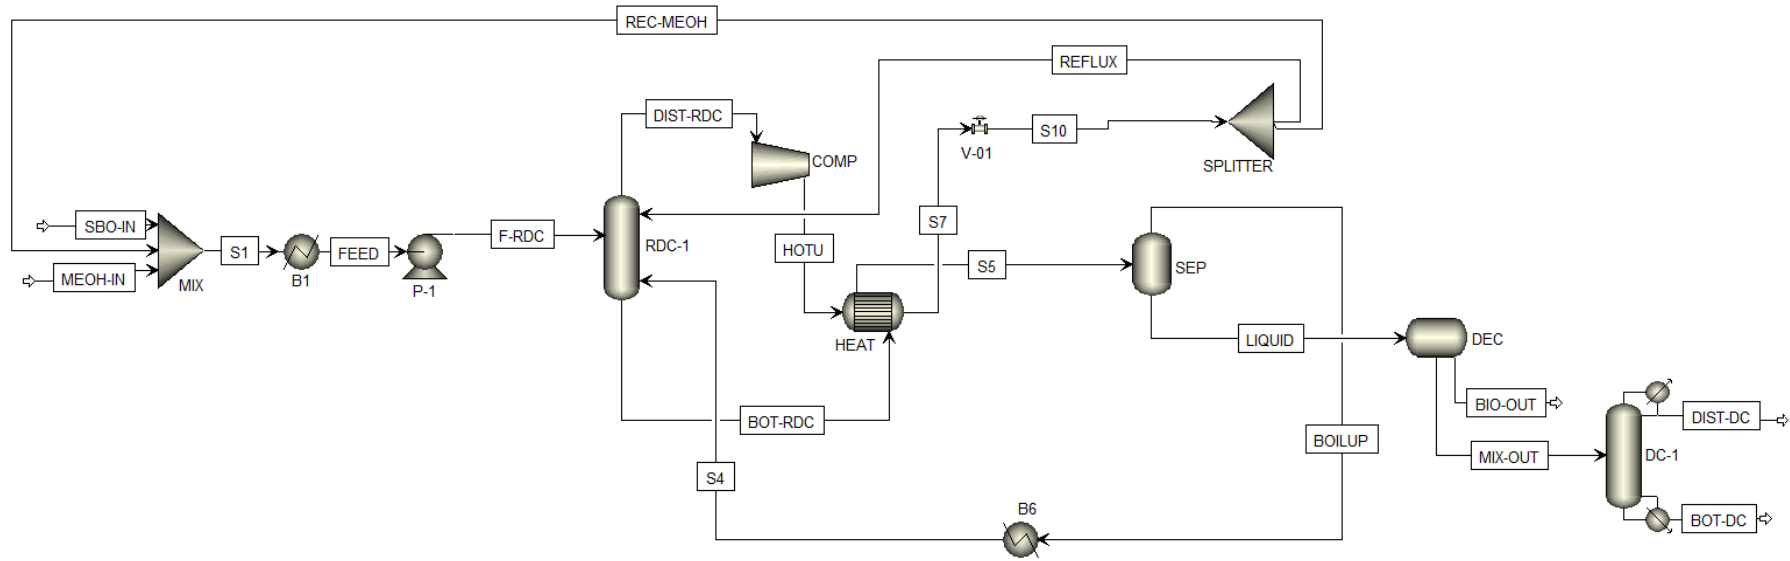 REC-MEOH
REFLUX
DIST-RDC
COMP
S10
V-01
SPLITTER
SBO-IN
S1
FEED
F-RDC
RDC-1
HOTU
S7
S5
SEP
MEOH-IN
MIX
B1
P-1
HEAT
LIQUID
DEC
BIO-OUT
DIST-DC
BOT-RDC
BOILUP
MIX-OUT
DC-1
S4
B6
BOT-DC